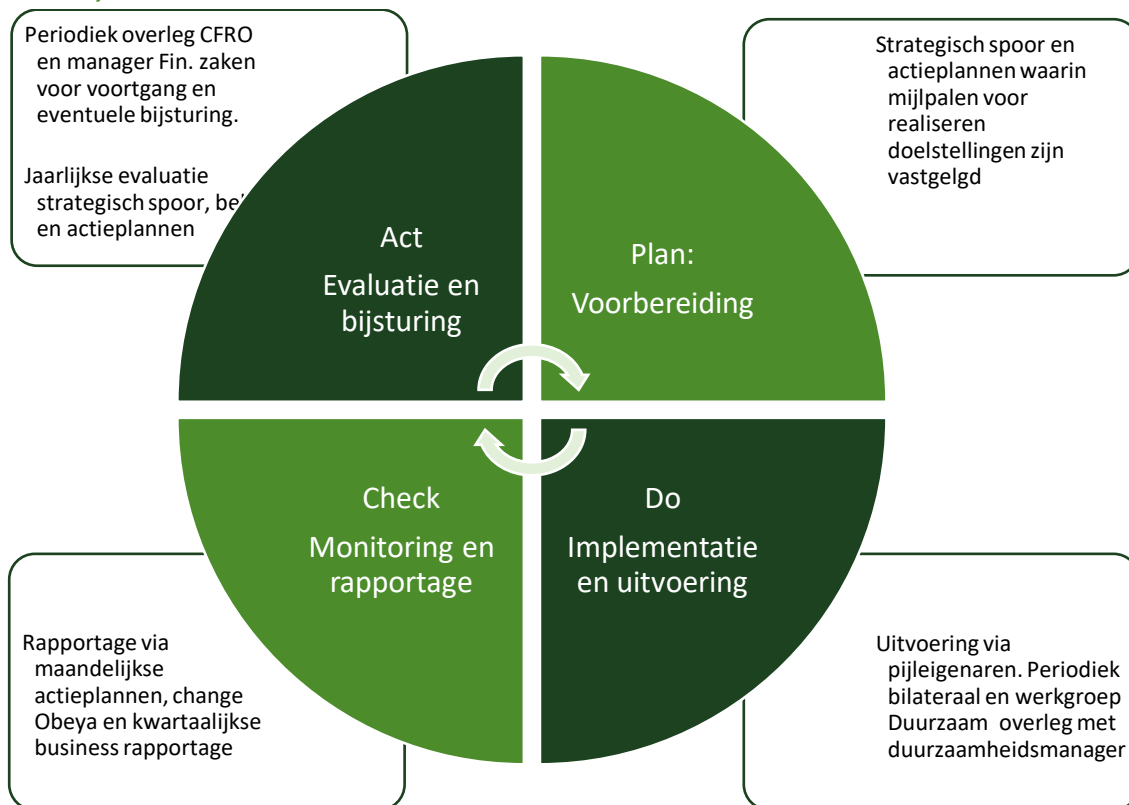 Periodiek overleg CFRO
en manager Fin. zaken
voor voortgang en
eventuele bijsturing.
Jaarlijkse evaluatie
strategisch spoor,
en actieplannen
Strategisch spoor en
actieplannen waarin
mijlpalen voor
realiseren
doelstellingen zijn
vastgelgd
Act
Evaluatie en
bijsturing
Plan:
Voorbereiding
Check
Monitoring en
rapportage
Do
Implementatie
en uitvoering
Rapportage via
maandelijkse
actieplannen, change
Obeya en kwartaalijkse
business rapportage
Uitvoering via
pijleigenaren. Periodiek
bilateraal en werkgroep
Duurzaam overleg met
duurzaamheidsmanager